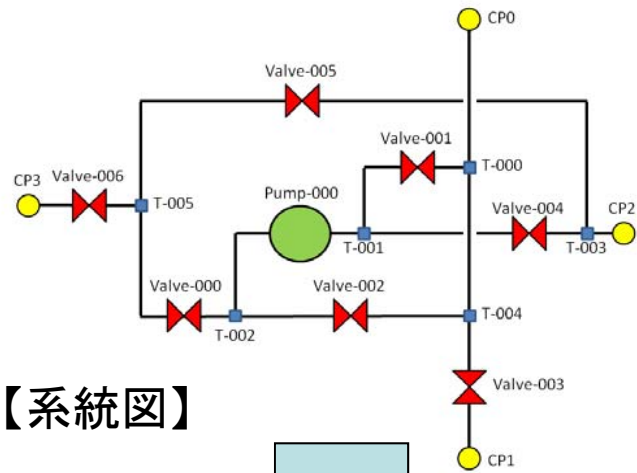 CP0
Valve-005
Valve-001
CP3
Valve-006
T-000
Pump-000
Valve-004
CP2
T-005
T-001
T-003
Valve-000
Valve-002
T-004
T-002
Valve-003
【系統図】
CP1